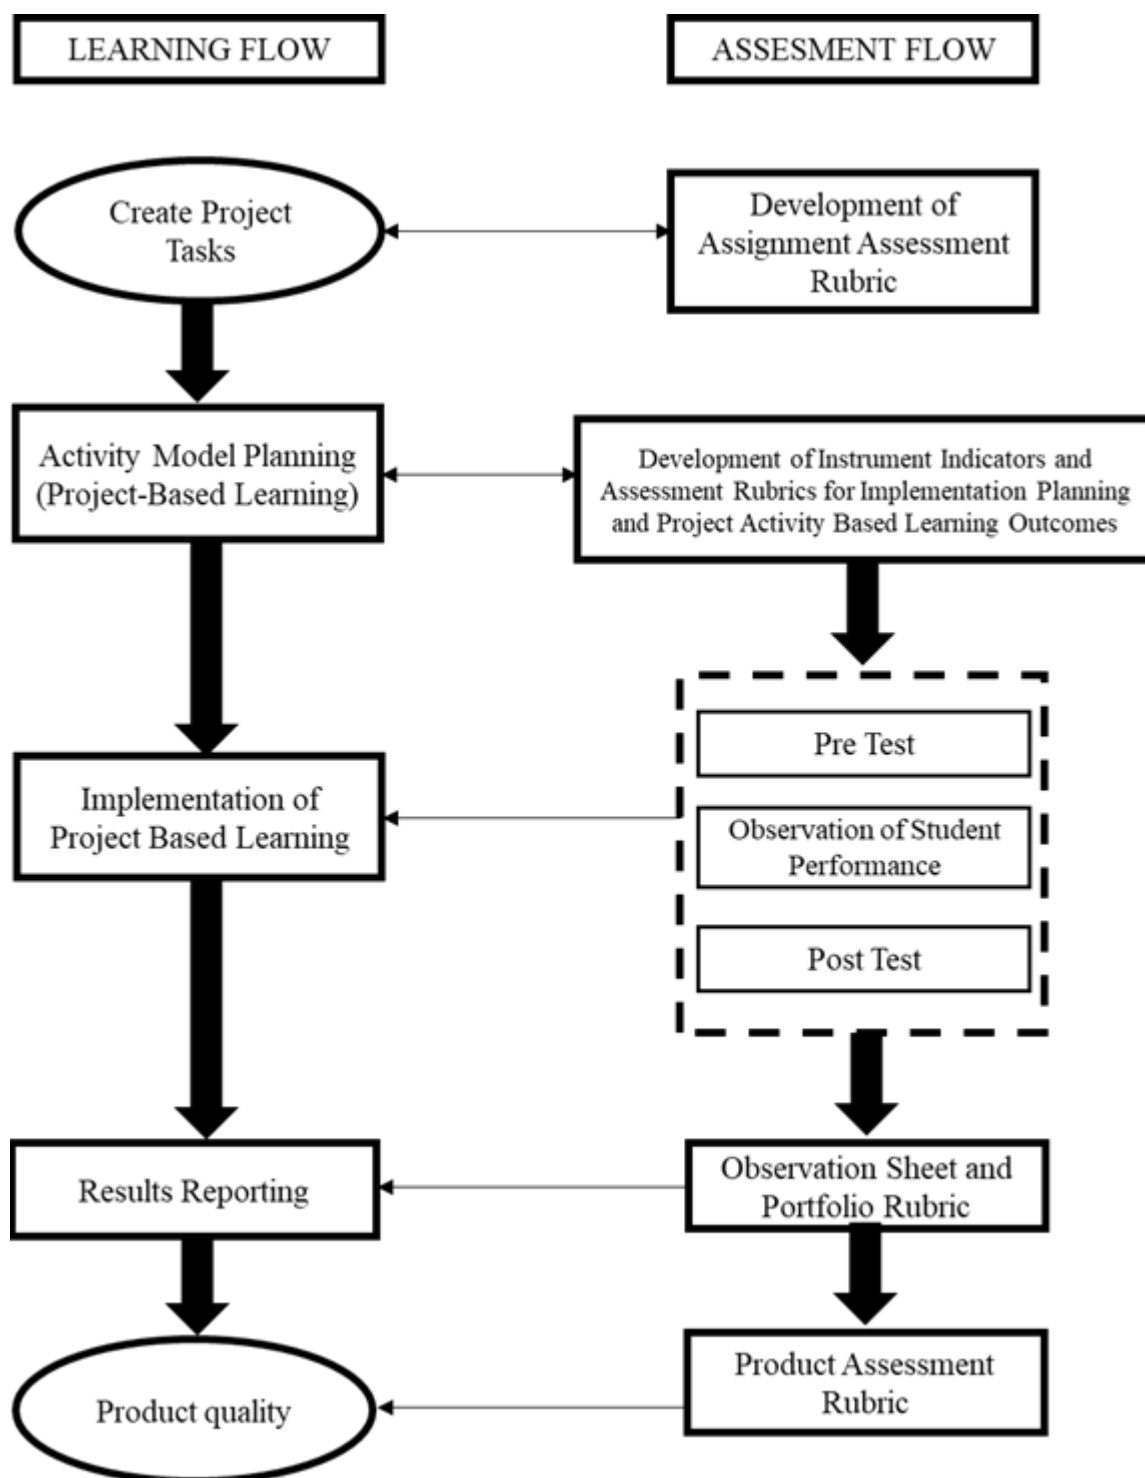 LEARNING FLOW
ASSESMENT FLOW
Create Project
Tasks
Development of
Assignment Assessment
Rubric
Activity Model Planning
(Project-Based Learning)
Development of Instrument Indicators and
Assessment Rubrics for Implementation Planning
and Project Activity Based Learning Outcomes
Pre Test
Implementation of
Project Based Learning
Observation of Student
Performance
Post Test
Results Reporting
Observation Sheet and
Portfolio Rubric
Product quality
Product Assessment
Rubric